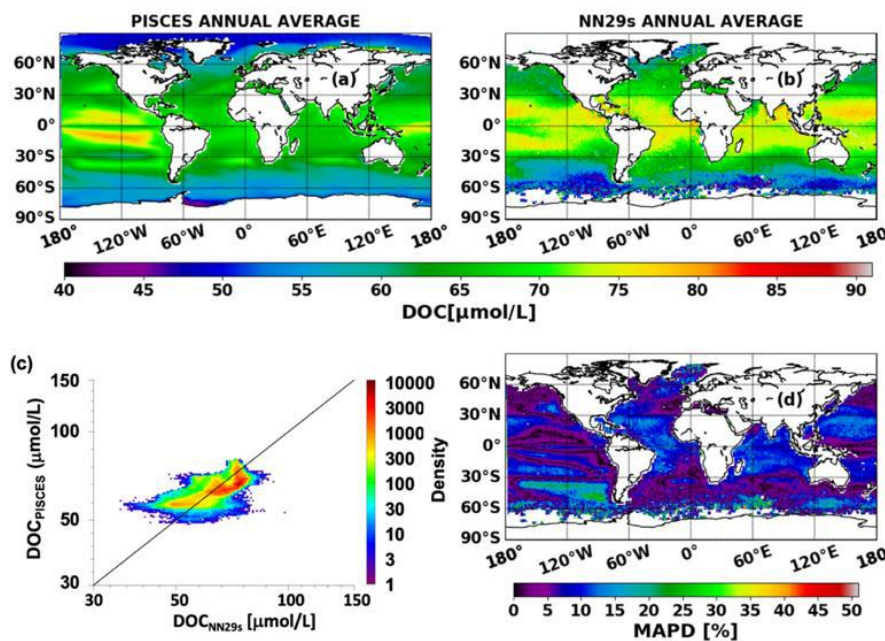 PISCES ANNUAL AVERAGE
NN29s ANNUAL AVERAGE
60°N
30°N
0°
30°S
60°S
90°S
(a)
180° 120°W 60°W 0° 60°E 120°E 180°
60°N
30°N
0°
30°S
60°S
90°S
(b)
180° 120°W 60°W 0° 60°E 120°E 180°
40 45 50 55 60 65 70 75 80 85 90
DOC[μmol/L]
(c)
150
100
50
30
DOCPISCES (μmol/L)
30 50 100 150
DOCNN29s [μmol/L]
10000
3000
1000
300
100
30
10
3
1
Density
60°N
30°N
0°
30°S
60°S
90°S
(d)
180° 120°W 60°W 0° 60°E 120°E 180°
0 5 10 15 20 25 30 35 40 45 50
MAPD [%]